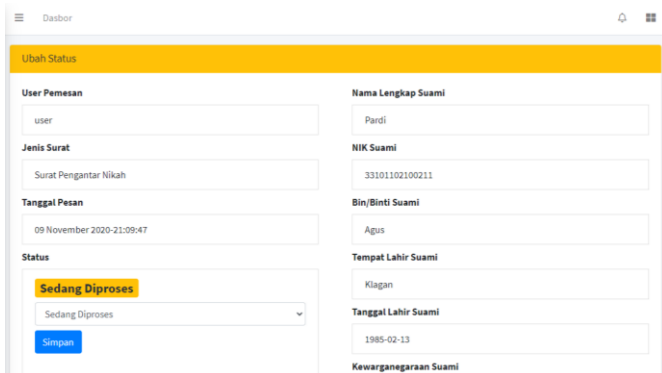 Dasbor
Ubah Status
User Pemesan
user
Jenis Surat
Surat Pengantar Nikah
Tanggal Pesan
09 November 2020-21:09:47
Status
Sedang Diproses
Sedang Diproses
Simpan
Nama Lengkap Suami
Pardi
NIK Suami
33101102100211
Bin/Binti Suami
Agus
Tempat Lahir Suami
Klagan
Tanggal Lahir Suami
1985-02-13
Kewarganegaraan Suami